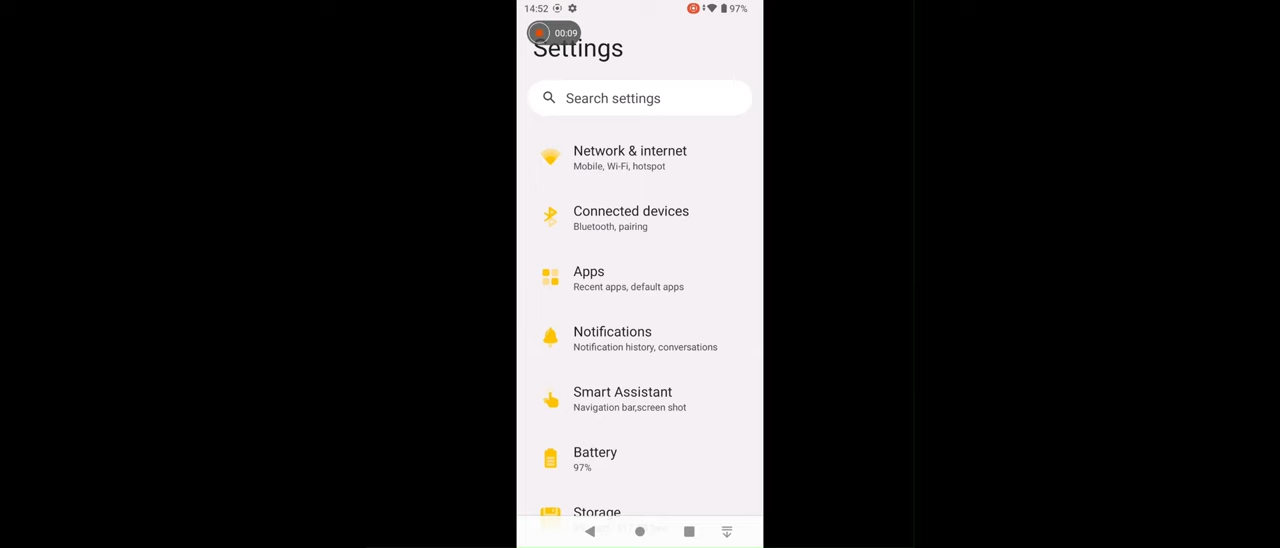 14:52 97%
00:09
Settings
Search settings
Network & internet
Mobile, Wi-Fi, hotspot
Connected devices
Bluetooth, pairing
Apps
Recent apps, default apps
Notifications
Notification history, conversations
Smart Assistant
Navigation bar,screen shot
Battery
97%
Storage